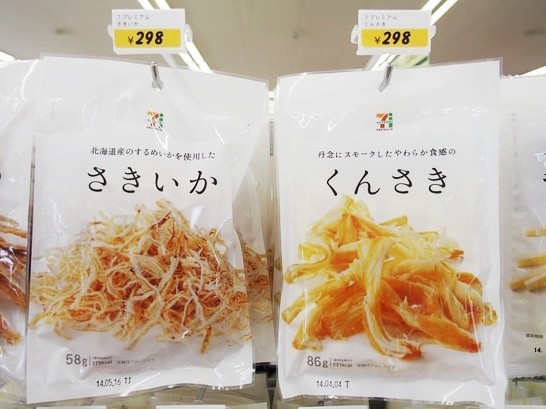 7プレミアム
さきいか
¥298
7プレミアム
くんさき
¥298
北海道産のするめいかを使用した
さきいか
58g
14.05.16
丹念にスモークしたやわらか食感の
くんさき
86g
14.04.04 T
14.